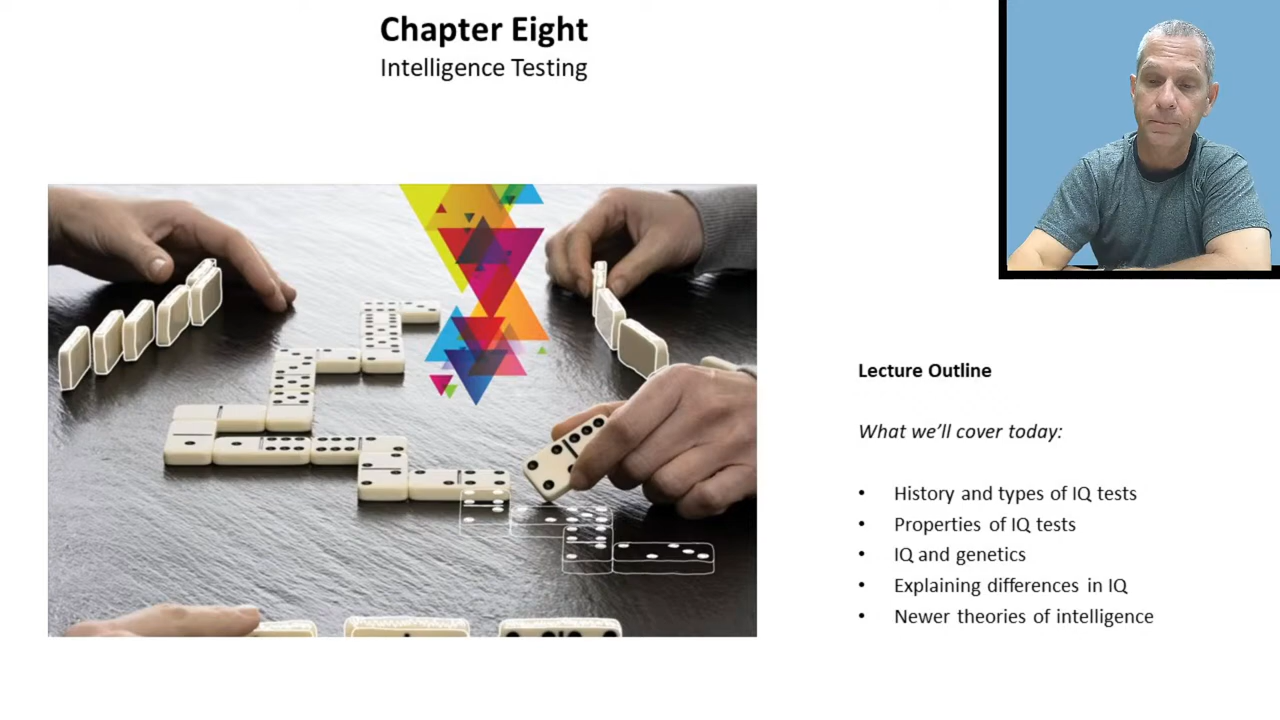 Chapter Eight
Intelligence Testing
Lecture Outline
What we’ll cover today:
• History and types of IQ tests
• Properties of IQ tests
• IQ and genetics
• Explaining differences in IQ
• Newer theories of intelligence